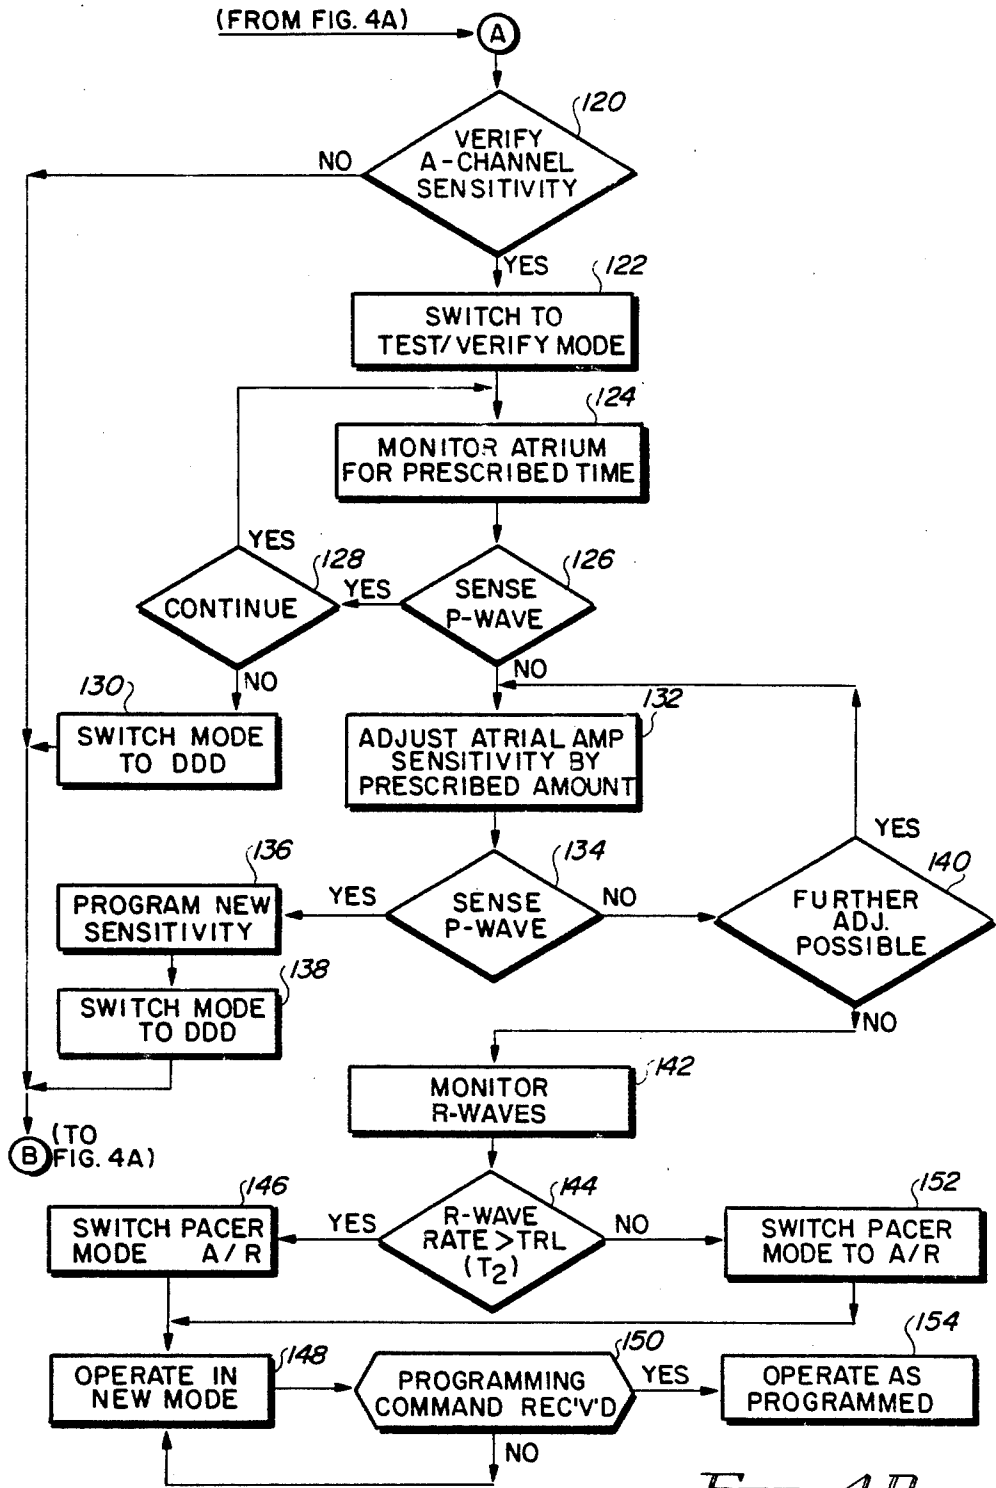 (FROM FIG. 4A)
A
120
VERIFY
A-CHANNEL
SENSITIVITY
NO
YES
122
SWITCH TO
TEST/VERIFY MODE
124
MONITOR ATRIUM
FOR PRESCRIBED TIME
YES
128
CONTINUE
YES
126
SENSE
P-WAVE
NO
NO
130
SWITCH MODE
TO DDD
132
ADJUST ATRIAL AMP
SENSITIVITY BY
PRESCRIBED AMOUNT
YES
136
PROGRAM NEW
SENSITIVITY
YES
134
SENSE
P-WAVE
NO
140
FURTHER
ADJ.
POSSIBLE
138
SWITCH MODE
TO DDD
NO
142
MONITOR
R-WAVES
B
(TO
FIG. 4A)
146
SWITCH PACER
MODE A/R
YES
144
R-WAVE
RATE>TRL
(T2)
NO
152
SWITCH PACER
MODE TO A/R
148
OPERATE IN
NEW MODE
150
PROGRAMMING
COMMAND REC'V'D
YES
154
OPERATE AS
PROGRAMMED
NO